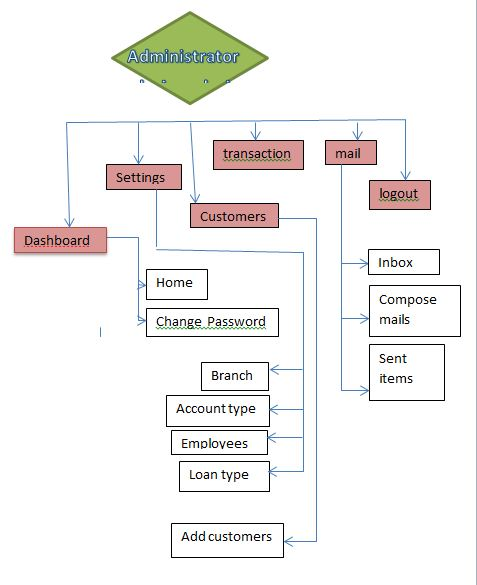 Administrator
transaction
mail
Settings
logout
Customers
Dashboard
Inbox
Home
Compose
mails
Change Password
Sent
items
Branch
Account type
Employees
Loan type
Add customers